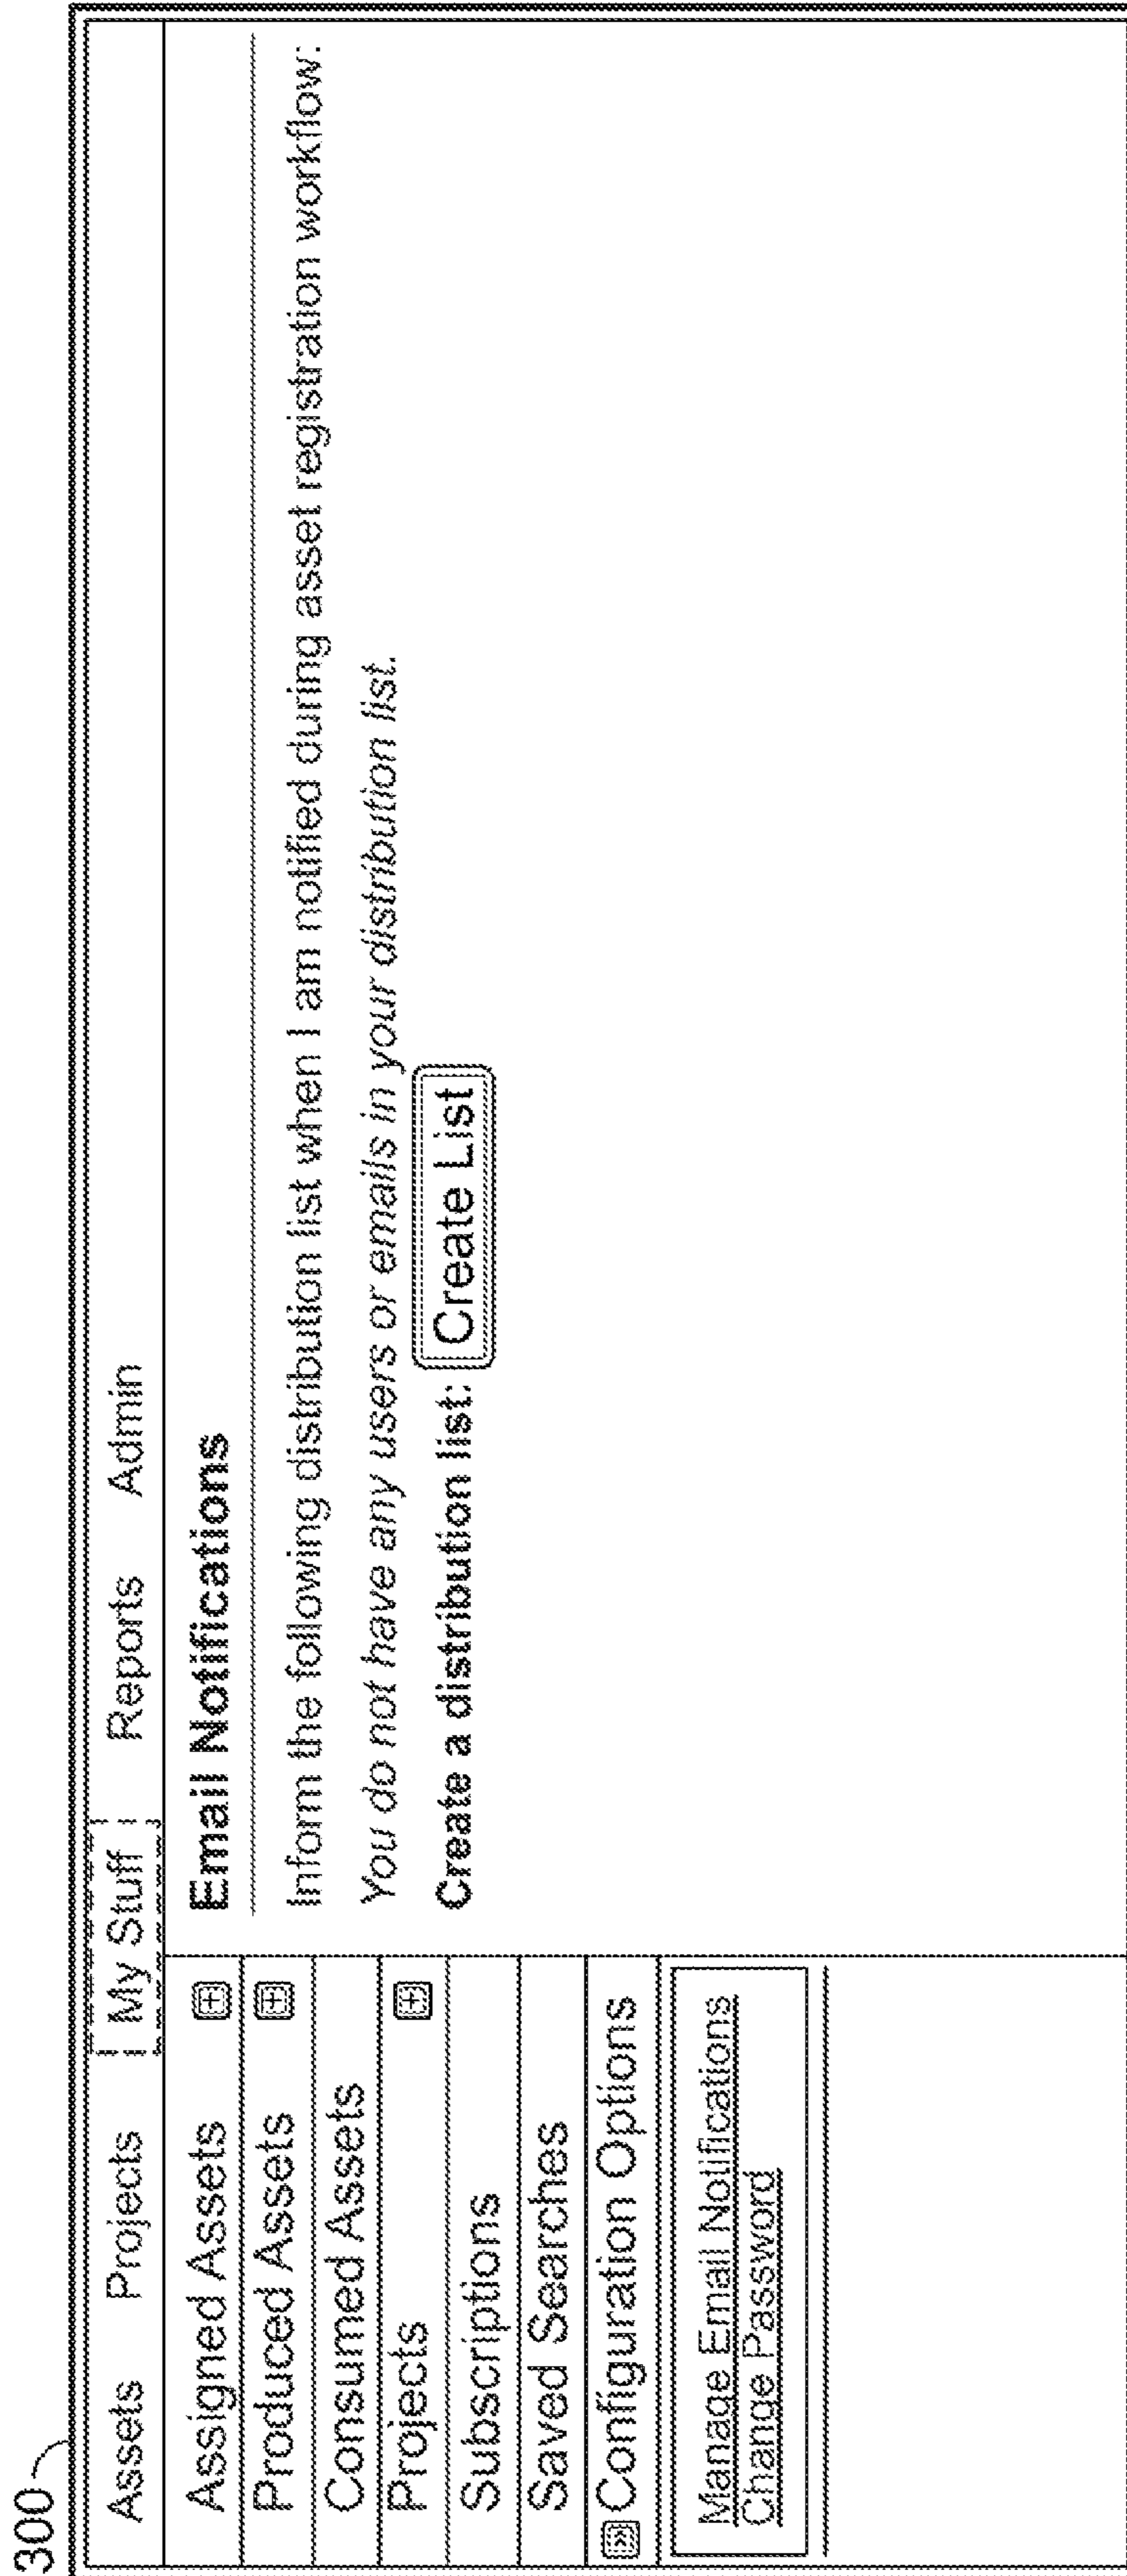 300
Assets Projects My Stuff Reports Admin
Assigned Assets
Produced Assets
Consumed Assets
Projects
Subscriptions
Saved Searches
Configuration Options
Manage Email Notifications
Change Password
Email Notifications
Inform the following distribution list when I am notified during asset registration workflow:
You do not have any users or emails in your distribution list.
Create a distribution list: Create List